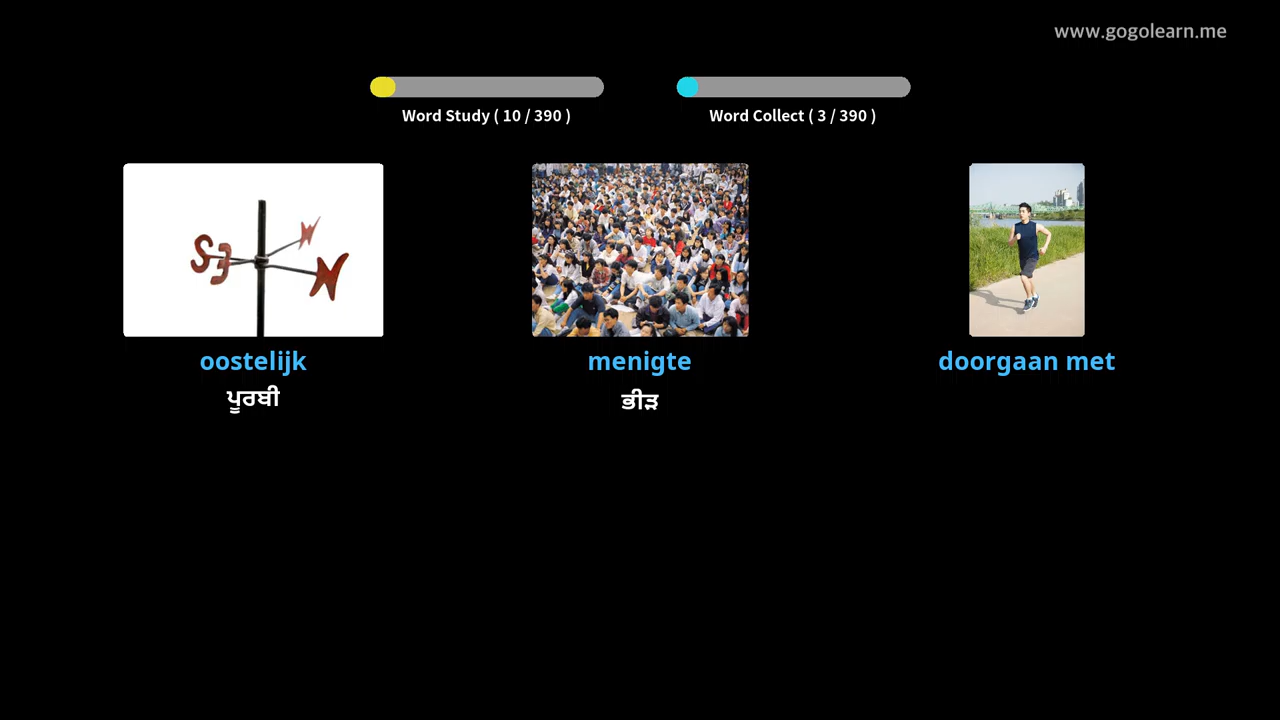 www.gogolearn.me
Word Study ( 10 / 390 )
Word Collect ( 3 / 390 )
S
E
W
N
oostelijk
menigte
doorgaan met
ਪੂਰਬੀ
ਭੀੜ